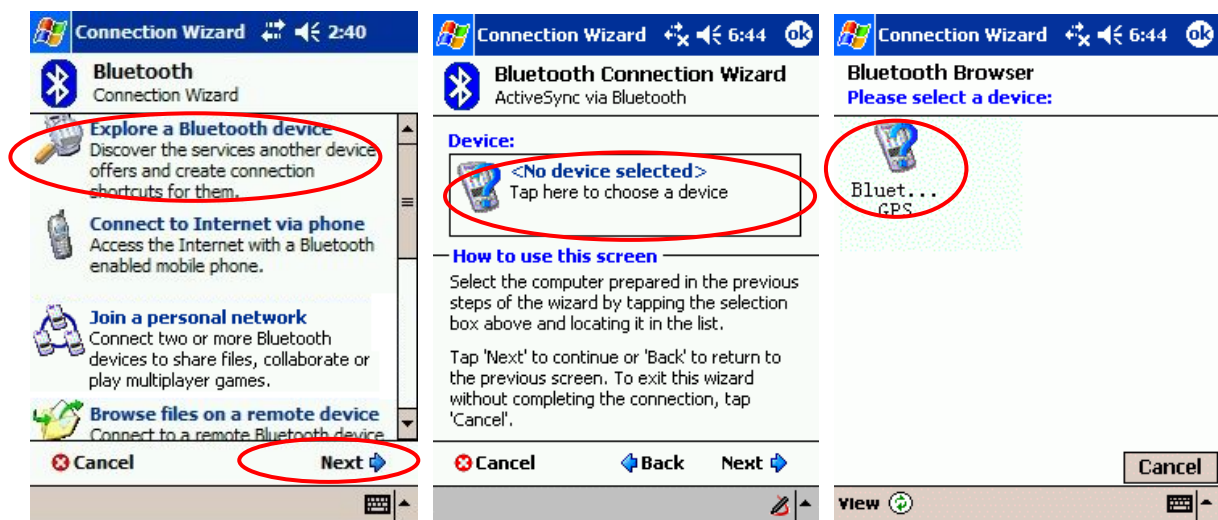 Connection Wizard 2:40
Bluetooth
Connection Wizard
Explore a Bluetooth device
Discover the services another device
offers and create connection
shortcuts for them.
Connect to Internet via phone
Access the Internet with a Bluetooth
enabled mobile phone.
Join a personal network
Connect two or more Bluetooth
devices to share files, collaborate or
play multiplayer games.
Browse files on a remote device
Connect to a remote Bluetooth device
Cancel Next
Connection Wizard 6:44 ok
Bluetooth Connection Wizard
ActiveSync via Bluetooth
Device:
<No device selected>
Tap here to choose a device
How to use this screen
Select the computer prepared in the previous
steps of the wizard by tapping the selection
box above and locating it in the list.
Tap 'Next' to continue or 'Back' to return to
the previous screen. To exit this wizard
without completing the connection, tap
'Cancel'.
Cancel Back Next
Connection Wizard 6:44 ok
Bluetooth Browser
Please select a device:
Bluet...
GPS
Cancel
View